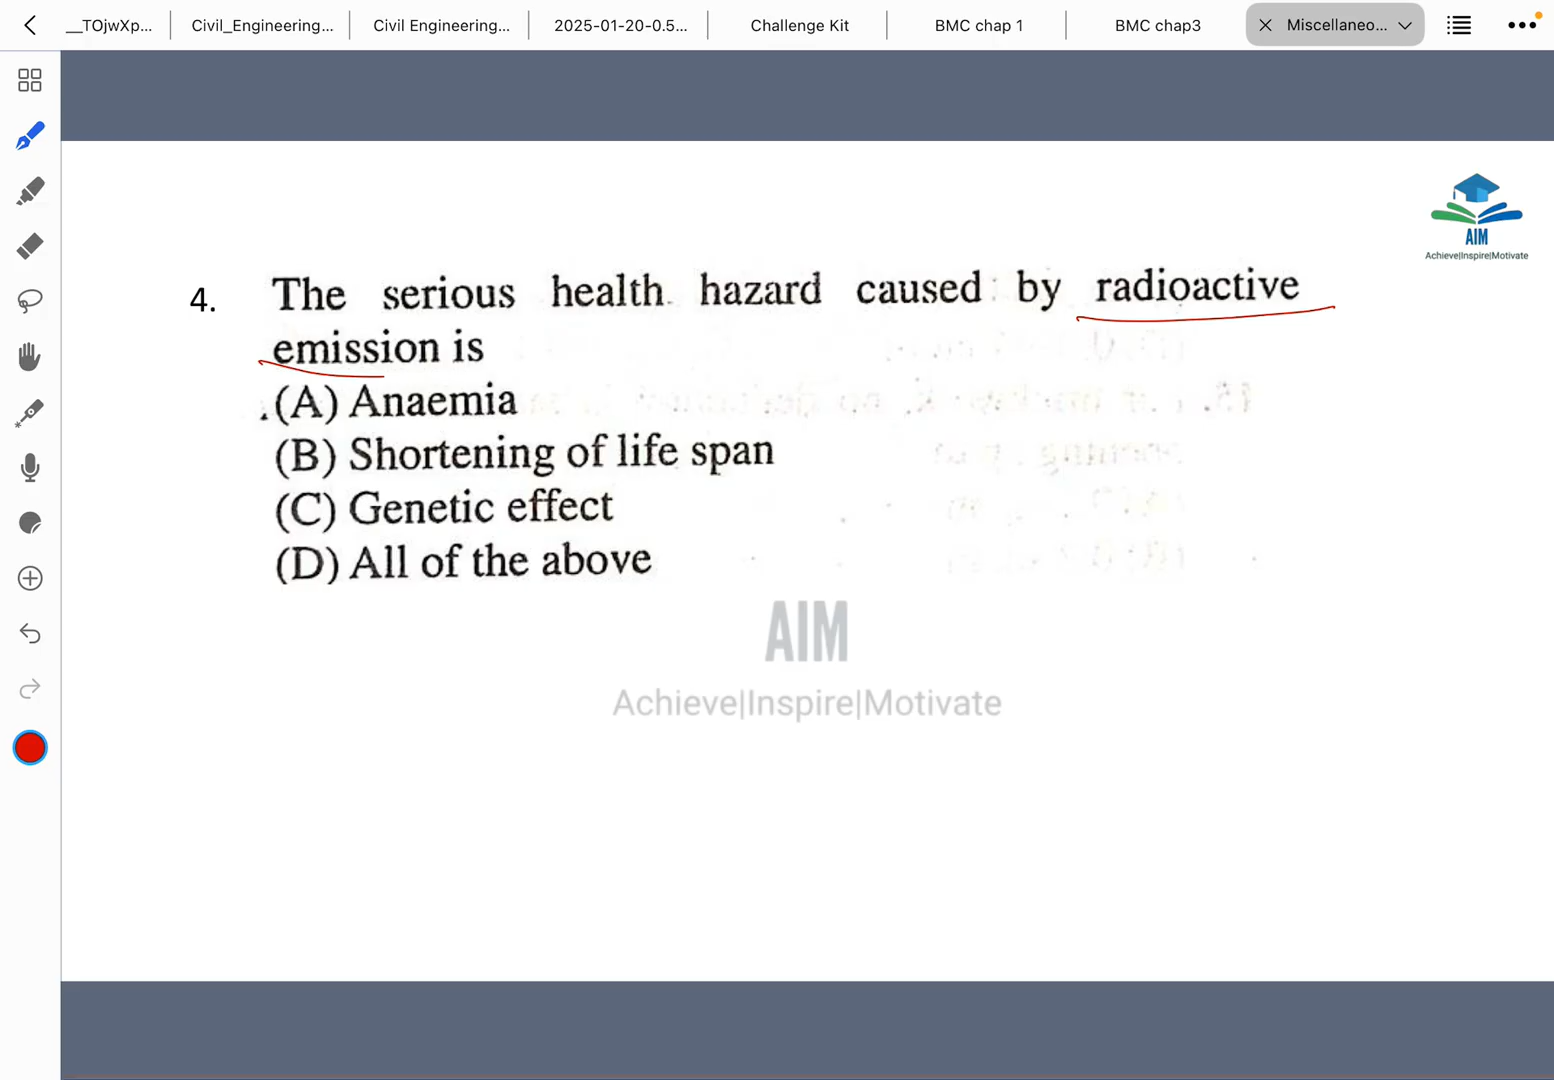 __TOjwXp...
Civil_Engineering...
Civil Engineering...
2025-01-20-0.5...
Challenge Kit
BMC chap 1
BMC chap3
Miscellaneo...
AIM
Achieve|Inspire|Motivate
4. The serious health hazard caused by radioactive
emission is
(A) Anaemia
(B) Shortening of life span
(C) Genetic effect
(D) All of the above
AIM
Achieve|Inspire|Motivate